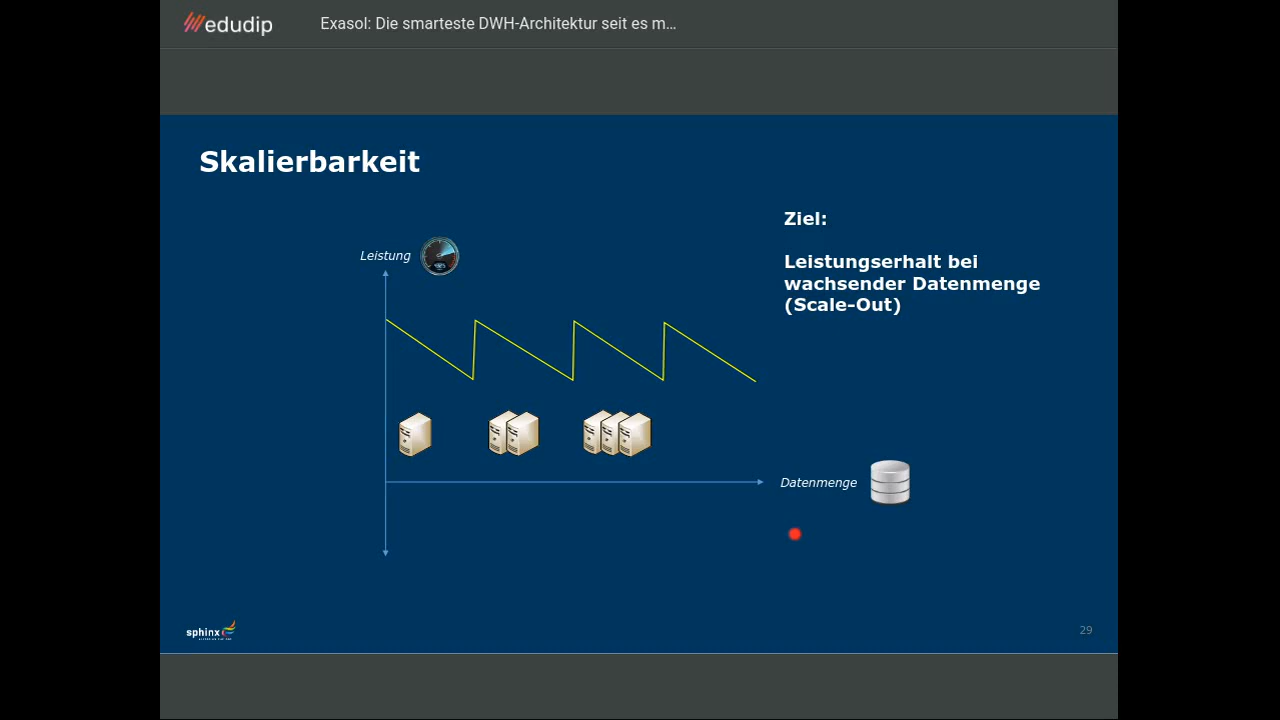 edudip
Exasol: Die smarteste DWH-Architektur seit es m…
Skalierbarkeit
Ziel:
Leistungserhalt bei
wachsender Datenmenge
(Scale-Out)
Leistung
Datenmenge
sphinx
29